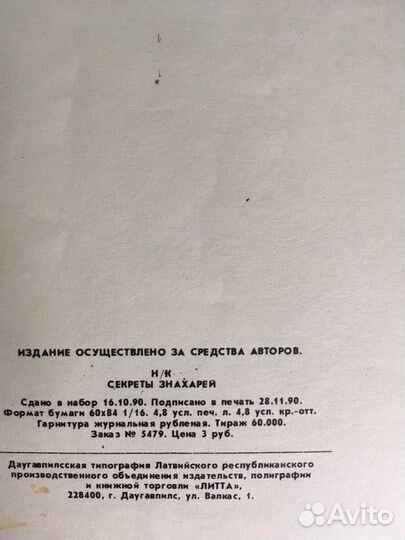 ИЗДАНИЕ ОСУЩЕСТВЛЕНО ЗА СРЕДСТВА АВТОРОВ.
Н/К
СЕКРЕТЫ ЗНАХАРЕЙ
Сдано в набор 16.10.90. Подписано в печать 28.11.90.
Формат бумаги 60х84 1/16. 4,8 усл. печ. л. 4,8 усл. кр.-отт.
Гарнитура журнальная рубленая. Тираж 60.000.
Заказ № 5479. Цена 3 руб.
Даугавпилсская типография Латвийского республиканского
производственного объединения издательств, полиграфии
и книжной торговли «ЛИТТА»,
228400, г. Даугавпилс, ул. Валкас, 1.
Avito